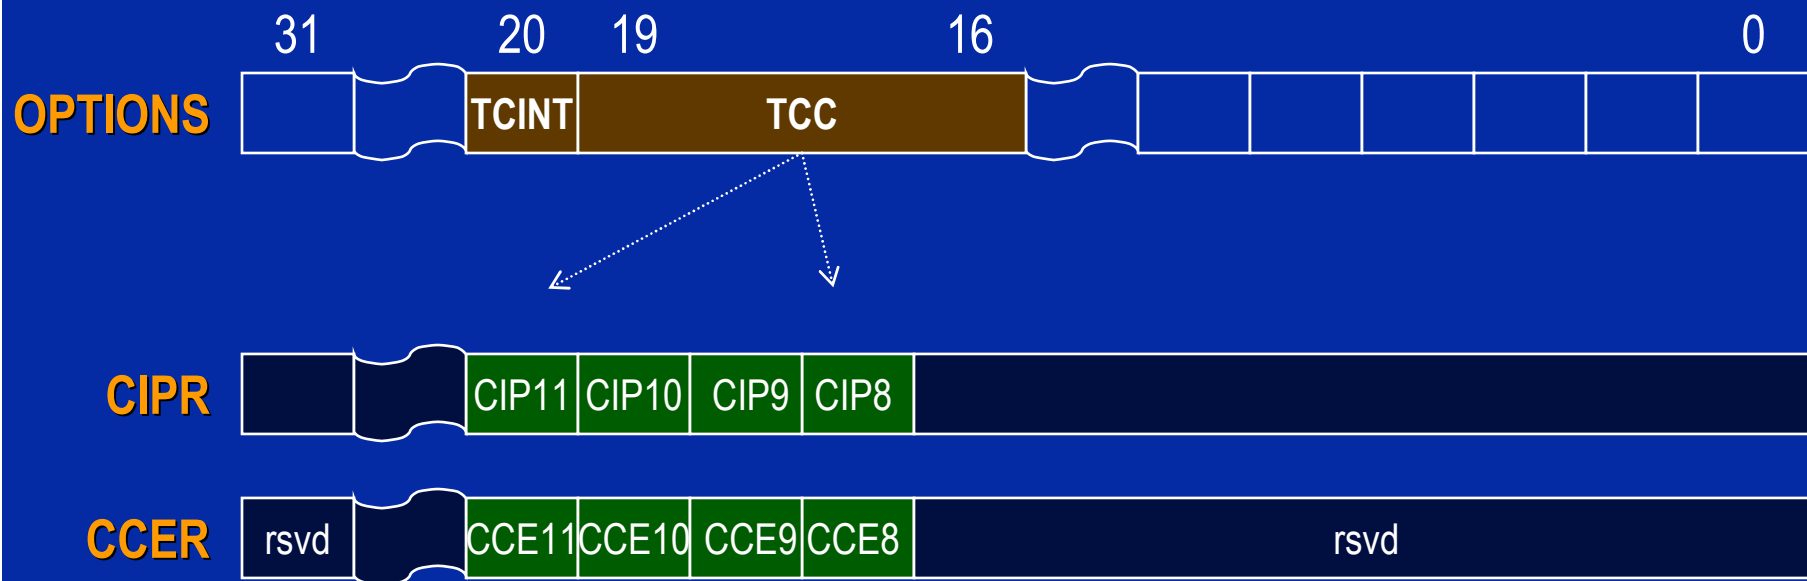 31 20 19 16 0
OPTIONS TCINT TCC
CIPR CIP11 CIP10 CIP9 CIP8
CCER rsvd CCE11 CCE10 CCE9 CCE8 rsvd